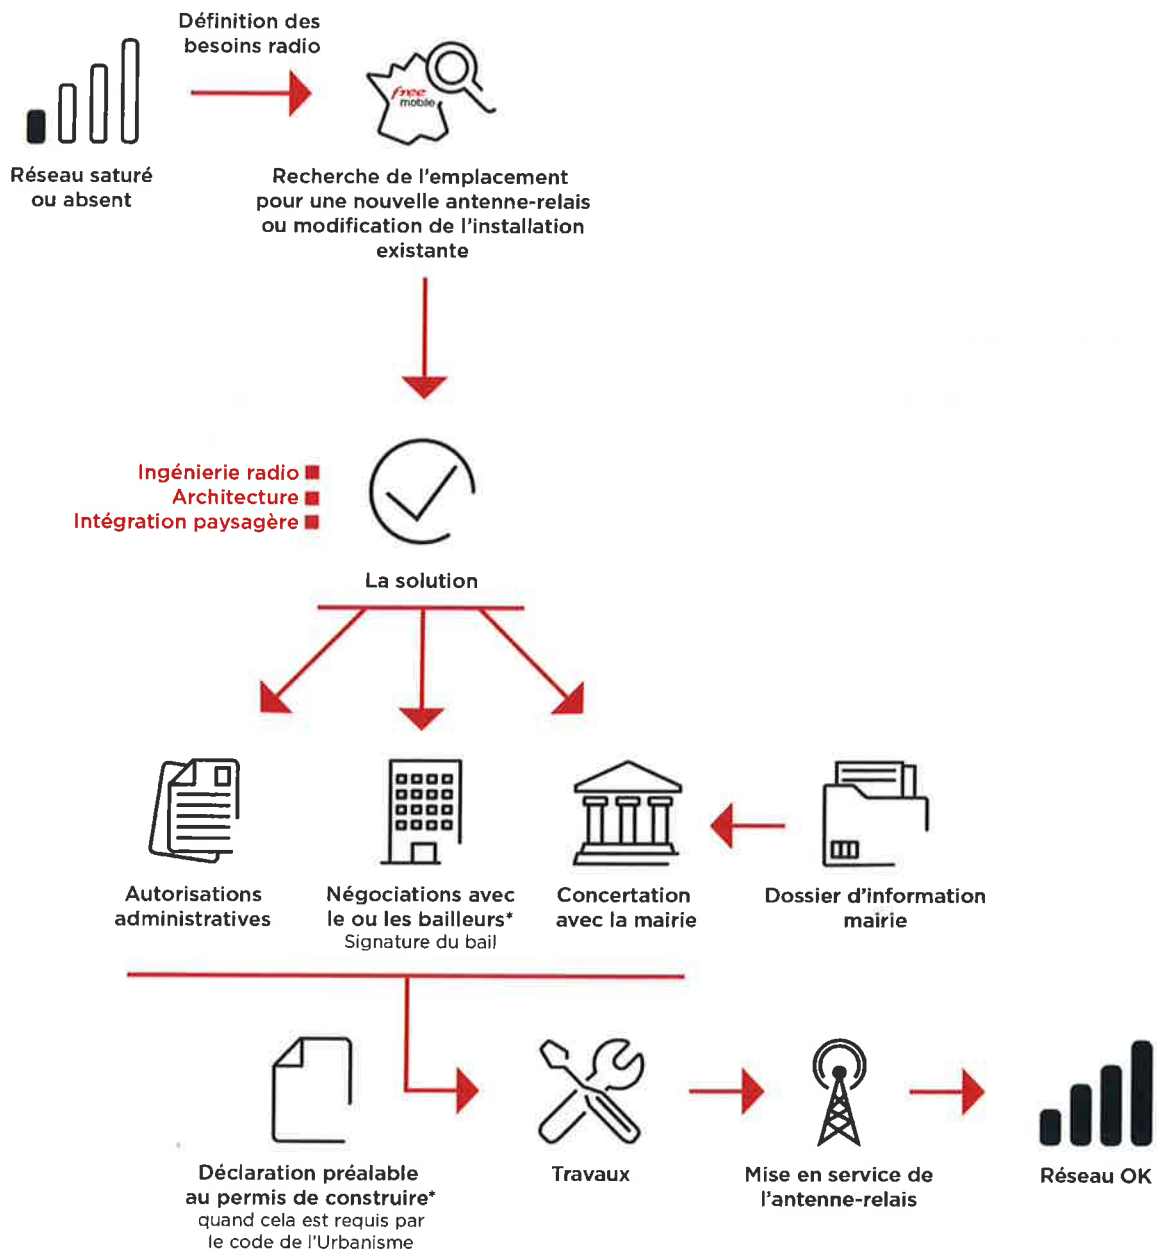 Définition des
besoins radio
free
mobile
Réseau saturé
ou absent
Recherche de l'emplacement
pour une nouvelle antenne-relais
ou modification de l'installation
existante
Ingénierie radio
Architecture
Intégration paysagère
La solution
Autorisations
administratives
Négociations avec
le ou les bailleurs*
Signature du bail
Concertation
avec la mairie
Dossier d'information
mairie
Déclaration préalable
au permis de construire*
quand cela est requis par
le code de l'Urbanisme
Travaux
Mise en service de
l'antenne-relais
Réseau OK